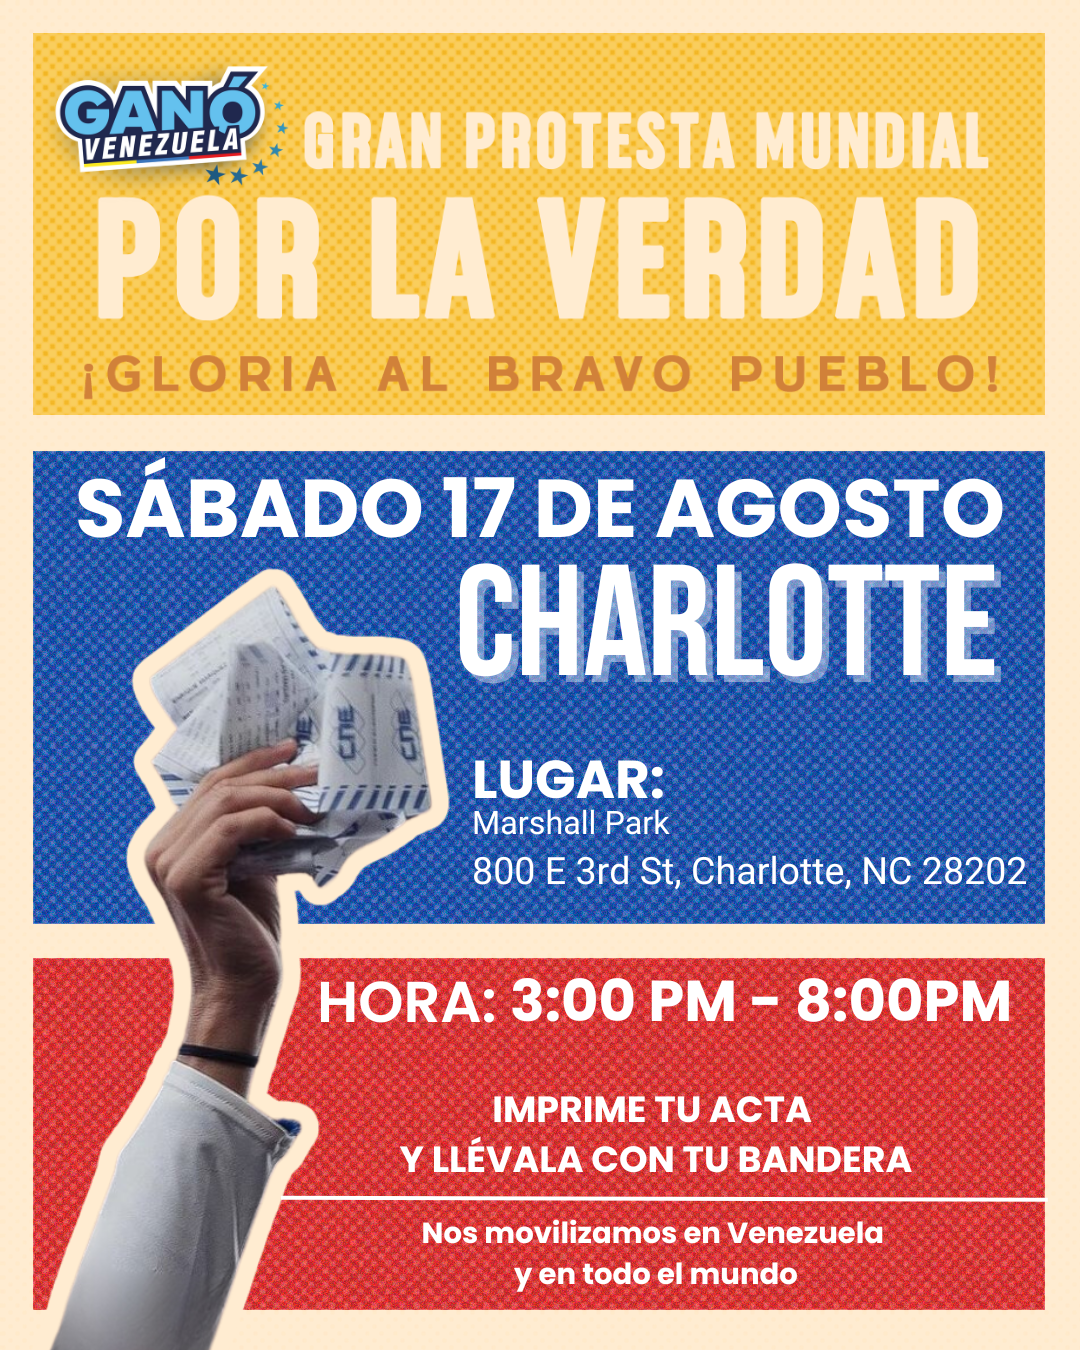 GANÓ
VENEZUELA
GRAN PROTESTA MUNDIAL
POR LA VERDAD
¡GLORIA AL BRAVO PUEBLO!
SÁBADO 17 DE AGOSTO
CHARLOTTE
CNE
CNE
LUGAR:
Marshall Park
800 E 3rd St, Charlotte, NC 28202
HORA: 3:00 PM - 8:00PM
IMPRIME TU ACTA
Y LLÉVALA CON TU BANDERA
Nos movilizamos en Venezuela
y en todo el mundo